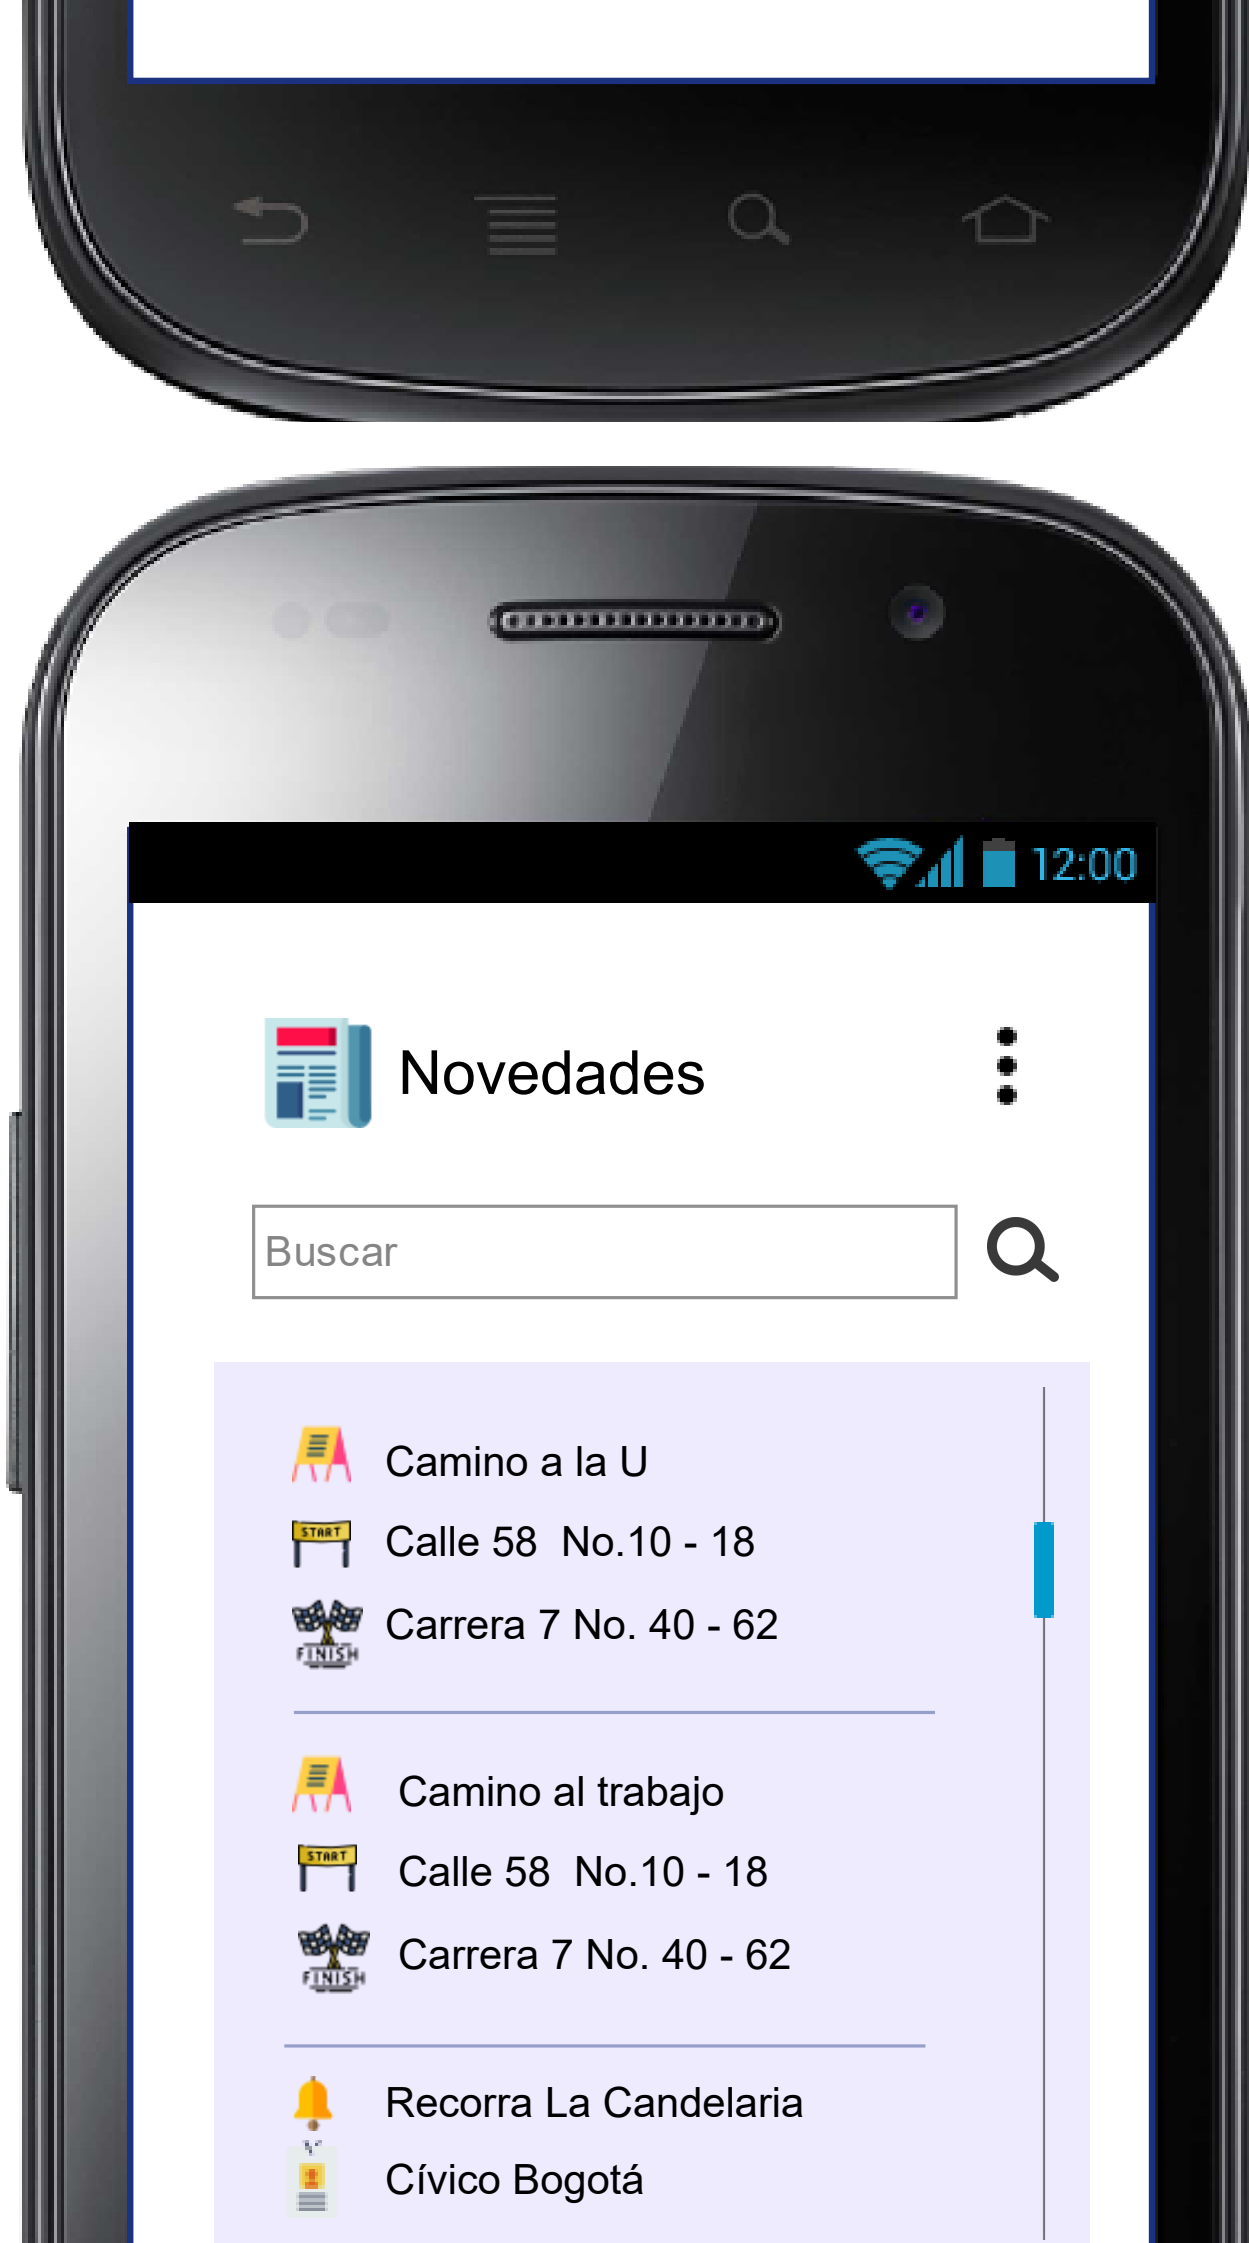 12:00
Novedades
Buscar
Camino a la U
START
Calle 58  No.10 - 18
Carrera 7 No. 40 - 62
FINISH
Camino al trabajo
START
Calle 58  No.10 - 18
Carrera 7 No. 40 - 62
FINISH
Recorra La Candelaria
Cívico Bogotá